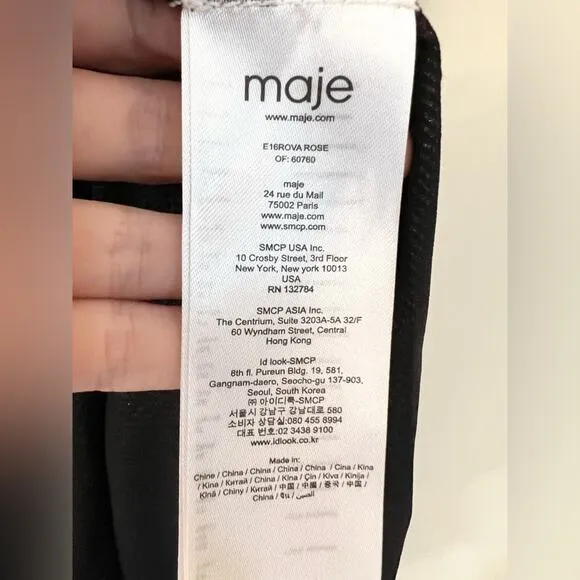 maje
www.maje.com
E16ROVA ROSE
OF: 60760
maje
24 rue du Mail
75002 Paris
www.maje.com
www.smcp.com
SMCP USA Inc.
10 Crosby Street, 3rd Floor
New York, New york 10013
USA
RN 132784
SMCP ASIA Inc.
The Centrium, Suite 3203A-5A 32/F
60 Wyndham Street, Central
Hong Kong
Id look-SMCP
8th fl. Pureun Bldg. 19, 581,
Gangnam-daero, Seocho-gu 137-903,
Seoul, South Korea
㈜ 아이디룩-SMCP
서울시 강남구 강남대로 580
소비자 상담실:080 455 8994
대표 번호:02 3438 9100
www.idlook.co.kr
Made in:
Chine / China / China / China / China / Cina / Kina
/ Kina / Китай / China / Kina / Çin / Kiva / Kinija /
Kína / Chiny / Китай / 中国 / 中國 / 중국 / 中国 /
China / จีน / الصين